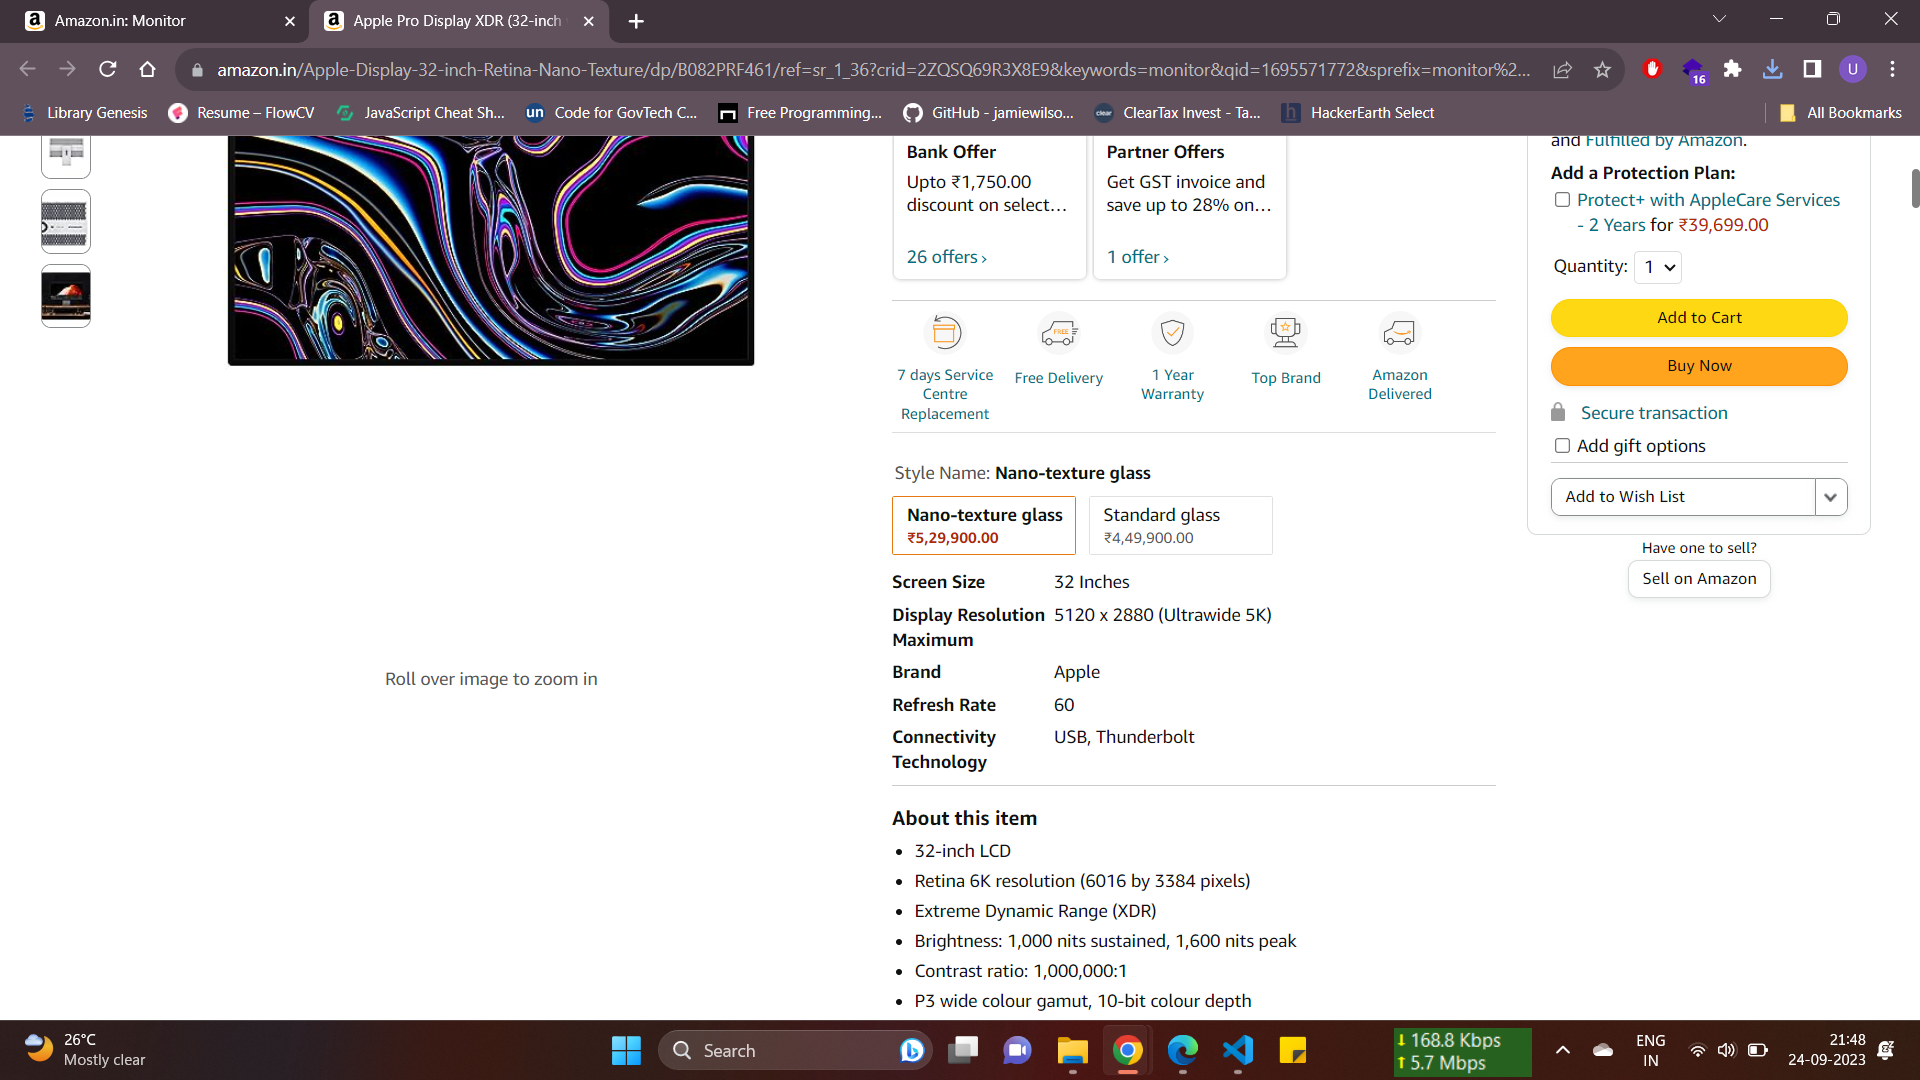 Amazon.in: Monitor
Apple Pro Display XDR (32-inch
amazon.in/Apple-Display-32-inch-Retina-Nano-Texture/dp/B082PRF461/ref=sr_1_36?crid=2ZQSQ69R3X8E9&keywords=monitor&qid=1695571772&sprefix=monitor%2...
16
U
Library Genesis
Resume – FlowCV
JavaScript Cheat Sh...
un
Code for GovTech C...
Free Programming...
GitHub - jamiewilso...
clear
ClearTax Invest - Ta...
h
HackerEarth Select
All Bookmarks
Bank Offer
Upto ₹1,750.00
discount on select...
26 offers ›
Partner Offers
Get GST invoice and
save up to 28% on...
1 offer ›
7 days Service
Centre
Replacement
FREE
Free Delivery
1 Year
Warranty
Top Brand
Amazon
Delivered
Style Name: Nano-texture glass
Nano-texture glass
₹5,29,900.00
Standard glass
₹4,49,900.00
Screen Size 32 Inches
Display Resolution 5120 x 2880 (Ultrawide 5K)
Maximum
Brand Apple
Refresh Rate 60
Connectivity USB, Thunderbolt
Technology
About this item
• 32-inch LCD
• Retina 6K resolution (6016 by 3384 pixels)
• Extreme Dynamic Range (XDR)
• Brightness: 1,000 nits sustained, 1,600 nits peak
• Contrast ratio: 1,000,000:1
• P3 wide colour gamut, 10-bit colour depth
Roll over image to zoom in
and Fulfilled by Amazon.
Add a Protection Plan:
Protect+ with AppleCare Services
- 2 Years for ₹39,699.00
Quantity: 1
Add to Cart
Buy Now
Secure transaction
Add gift options
Add to Wish List
Have one to sell?
Sell on Amazon
26°C
Mostly clear
Search
168.8 Kbps
5.7 Mbps
ENG
IN
21:48
24-09-2023